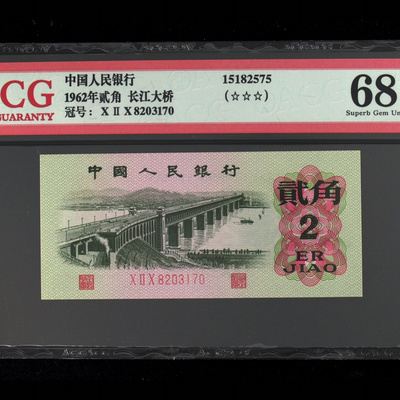 CG
GUARANTY
中国人民银行
1962年贰角 长江大桥
冠号: X II X8203170
15182575
(☆☆☆)
68
Superb Gem Un
中國人民銀行
貳角
2
ER
JIAO
X II X 8203170